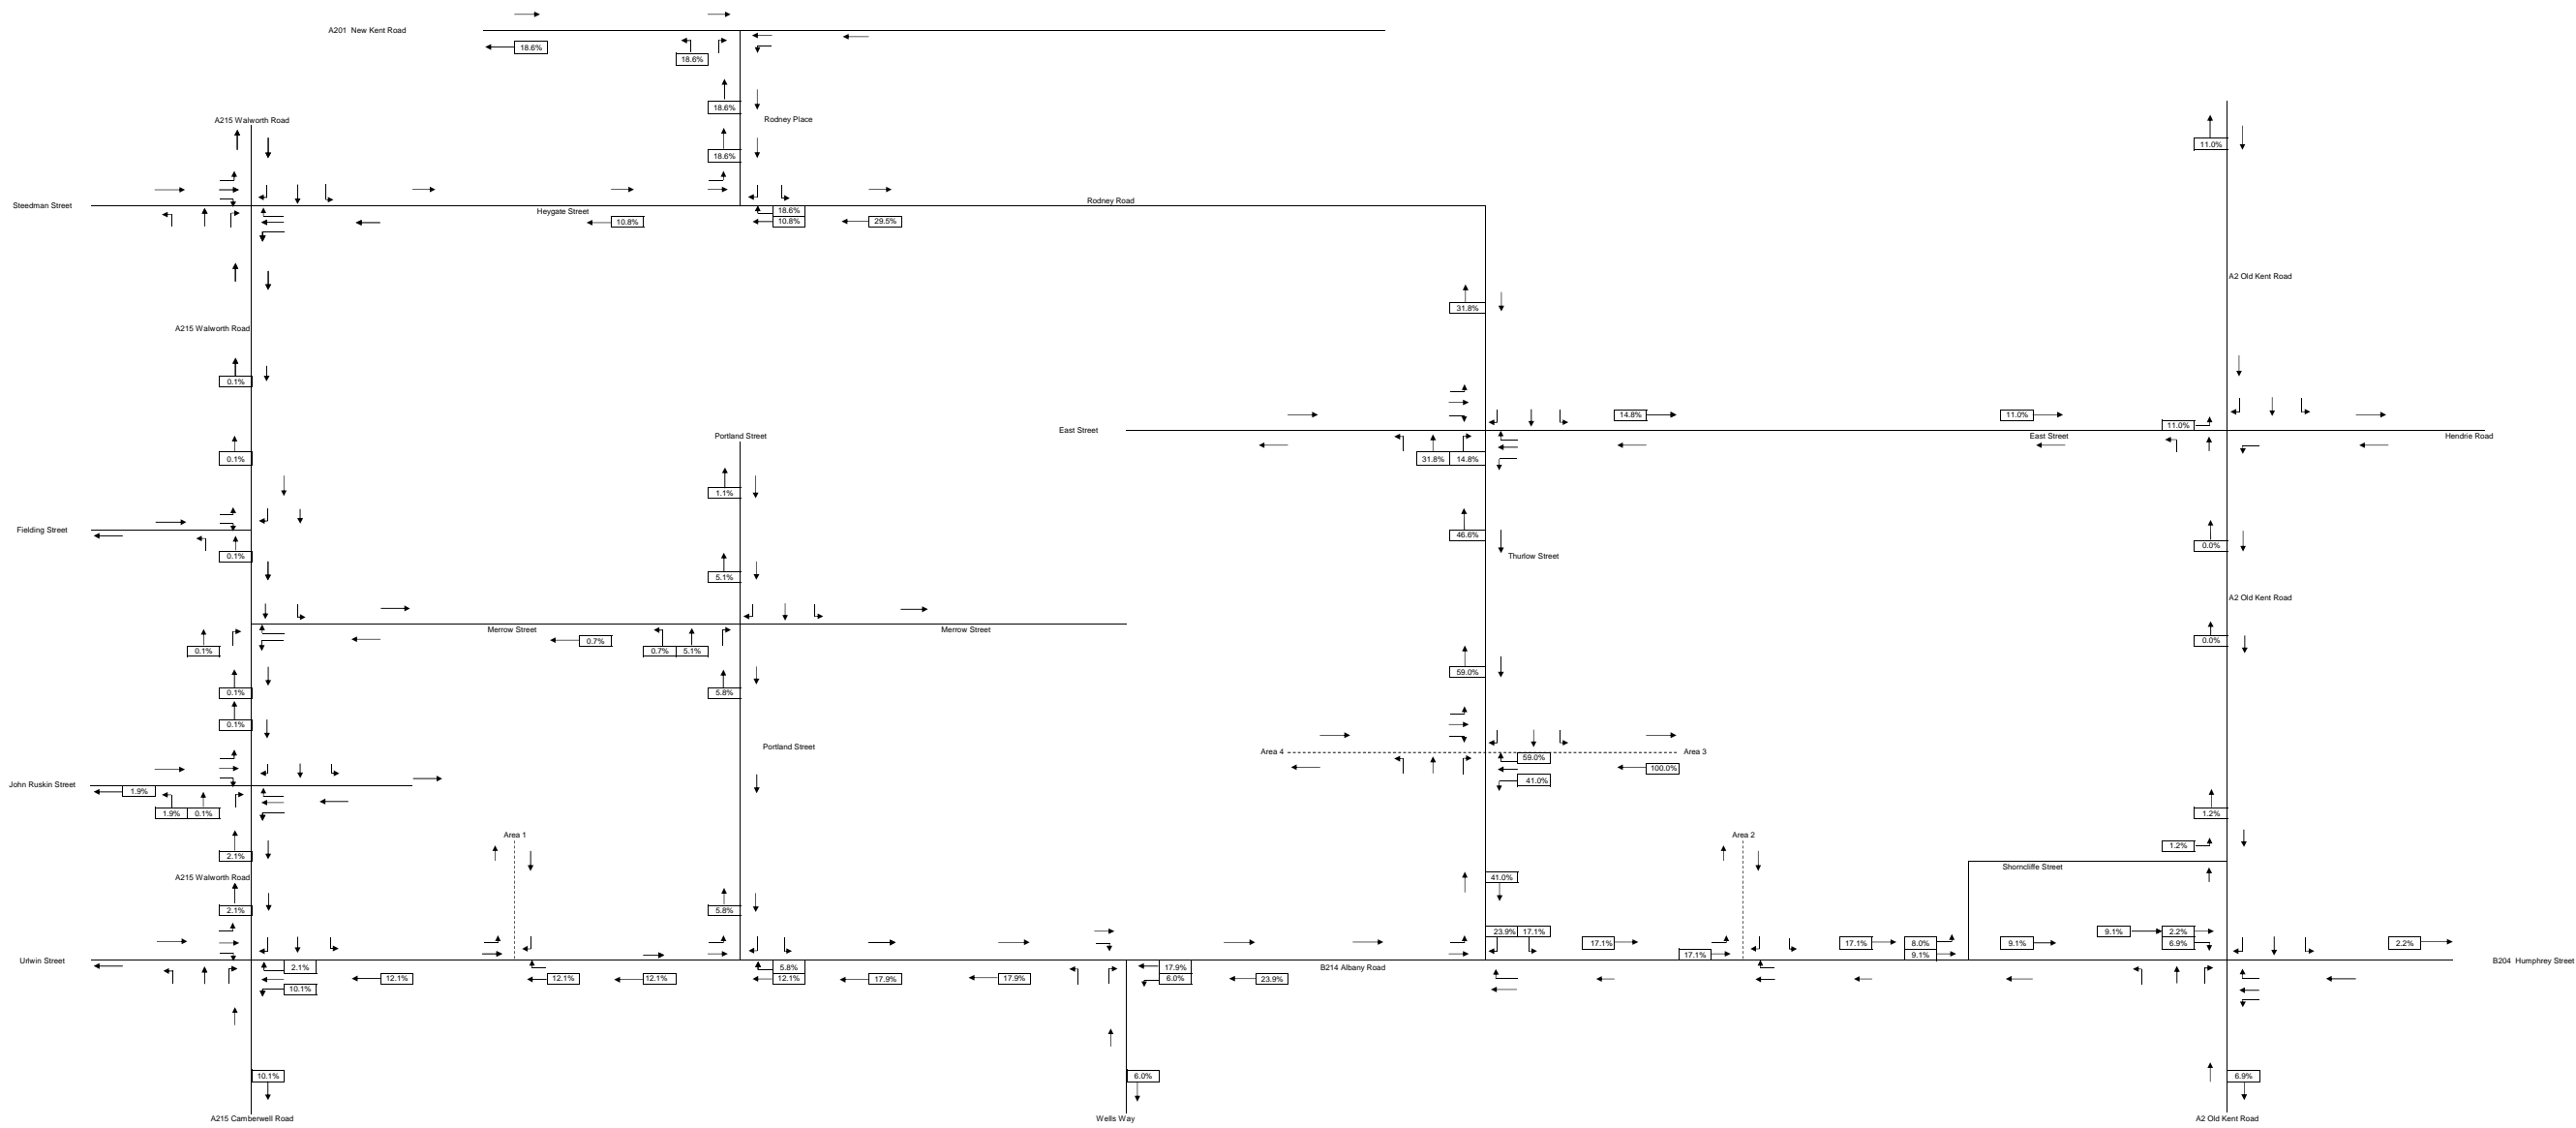 A201 New Kent Road
18.6%
18.6%
18.6%
A215 Walworth Road
Rodney Place
18.6%
11.0%
Steedman Street
Heygate Street
Rodney Road
18.6%
10.8%
10.8%
29.5%
A2 Old Kent Road
31.8%
A215 Walworth Road
0.1%
14.8%
11.0%
11.0%
East Street
East Street
Hendrie Road
Portland Street
0.1%
31.8%
14.8%
1.1%
Fielding Street
0.1%
46.6%
0.0%
Thurlow Street
5.1%
A2 Old Kent Road
Merrow Street
Merrow Street
0.7%
0.0%
0.1%
0.7%
5.1%
59.0%
0.1%
5.8%
0.1%
Portland Street
Area 4
Area 3
59.0%
100.0%
41.0%
John Ruskin Street
1.9%
1.9%
0.1%
1.2%
Area 1
Area 2
1.2%
2.1%
Shorncliffe Street
A215 Walworth Road
41.0%
2.1%
5.8%
23.9%
17.1%
9.1%
2.2%
17.1%
17.1%
8.0%
9.1%
6.9%
2.2%
17.1%
9.1%
Urlwin Street
B214 Albany Road
B204 Humphrey Street
2.1%
5.8%
17.9%
12.1%
12.1%
12.1%
12.1%
17.9%
17.9%
6.0%
23.9%
10.1%
10.1%
6.0%
6.9%
A215 Camberwell Road
Wells Way
A2 Old Kent Road